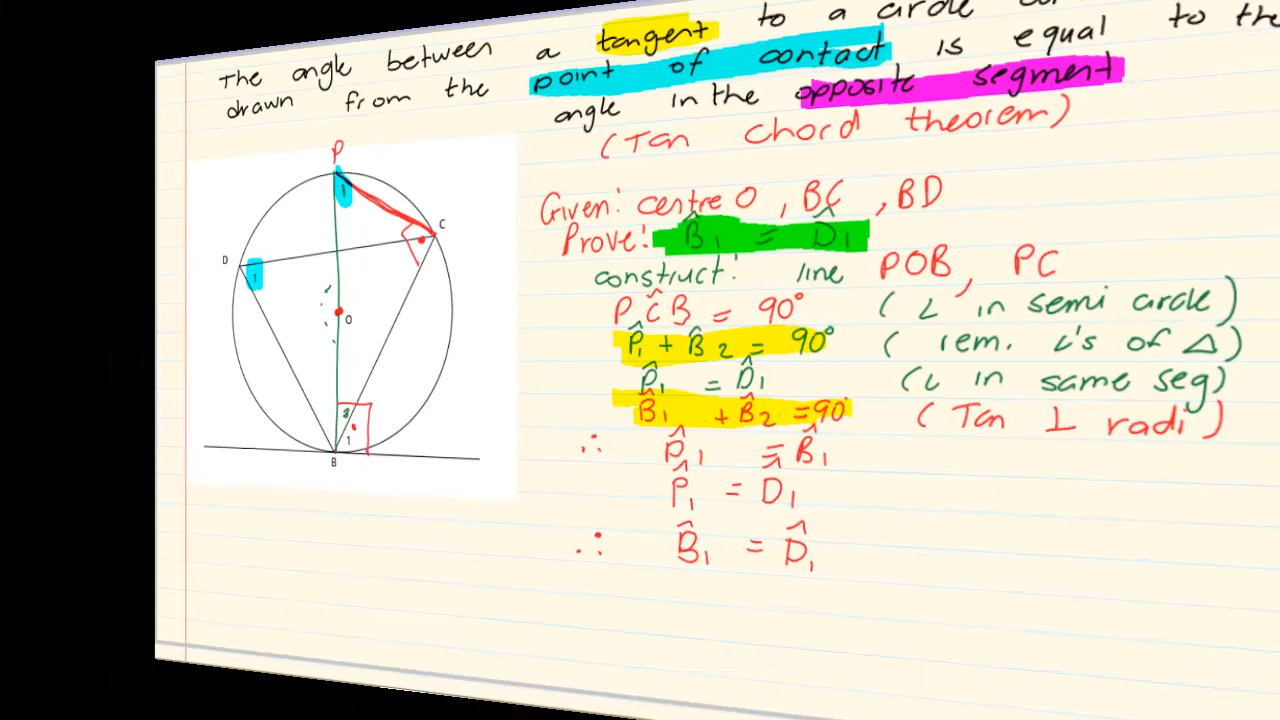 The angle between a tangent to a circle
drawn from the point of contact is equal to the
angle in the opposite segment
(Tan chord theorem)
Given: centre O, BC, BD
Prove: B̂₁ = D̂₁
construct: line POB, PC
PĈB = 90° (∠ in semi circle)
P̂₁ + B̂₂ = 90° (rem. ∠'s of Δ)
P̂₁ = D̂₁ (∠ in same seg)
B̂₁ + B̂₂ = 90° (Tan ⊥ radi)
∴ P̂₁ = B̂₁
P̂₁ = D̂₁
∴ B̂₁ = D̂₁
P
1
C
D
1
O
2
1
B